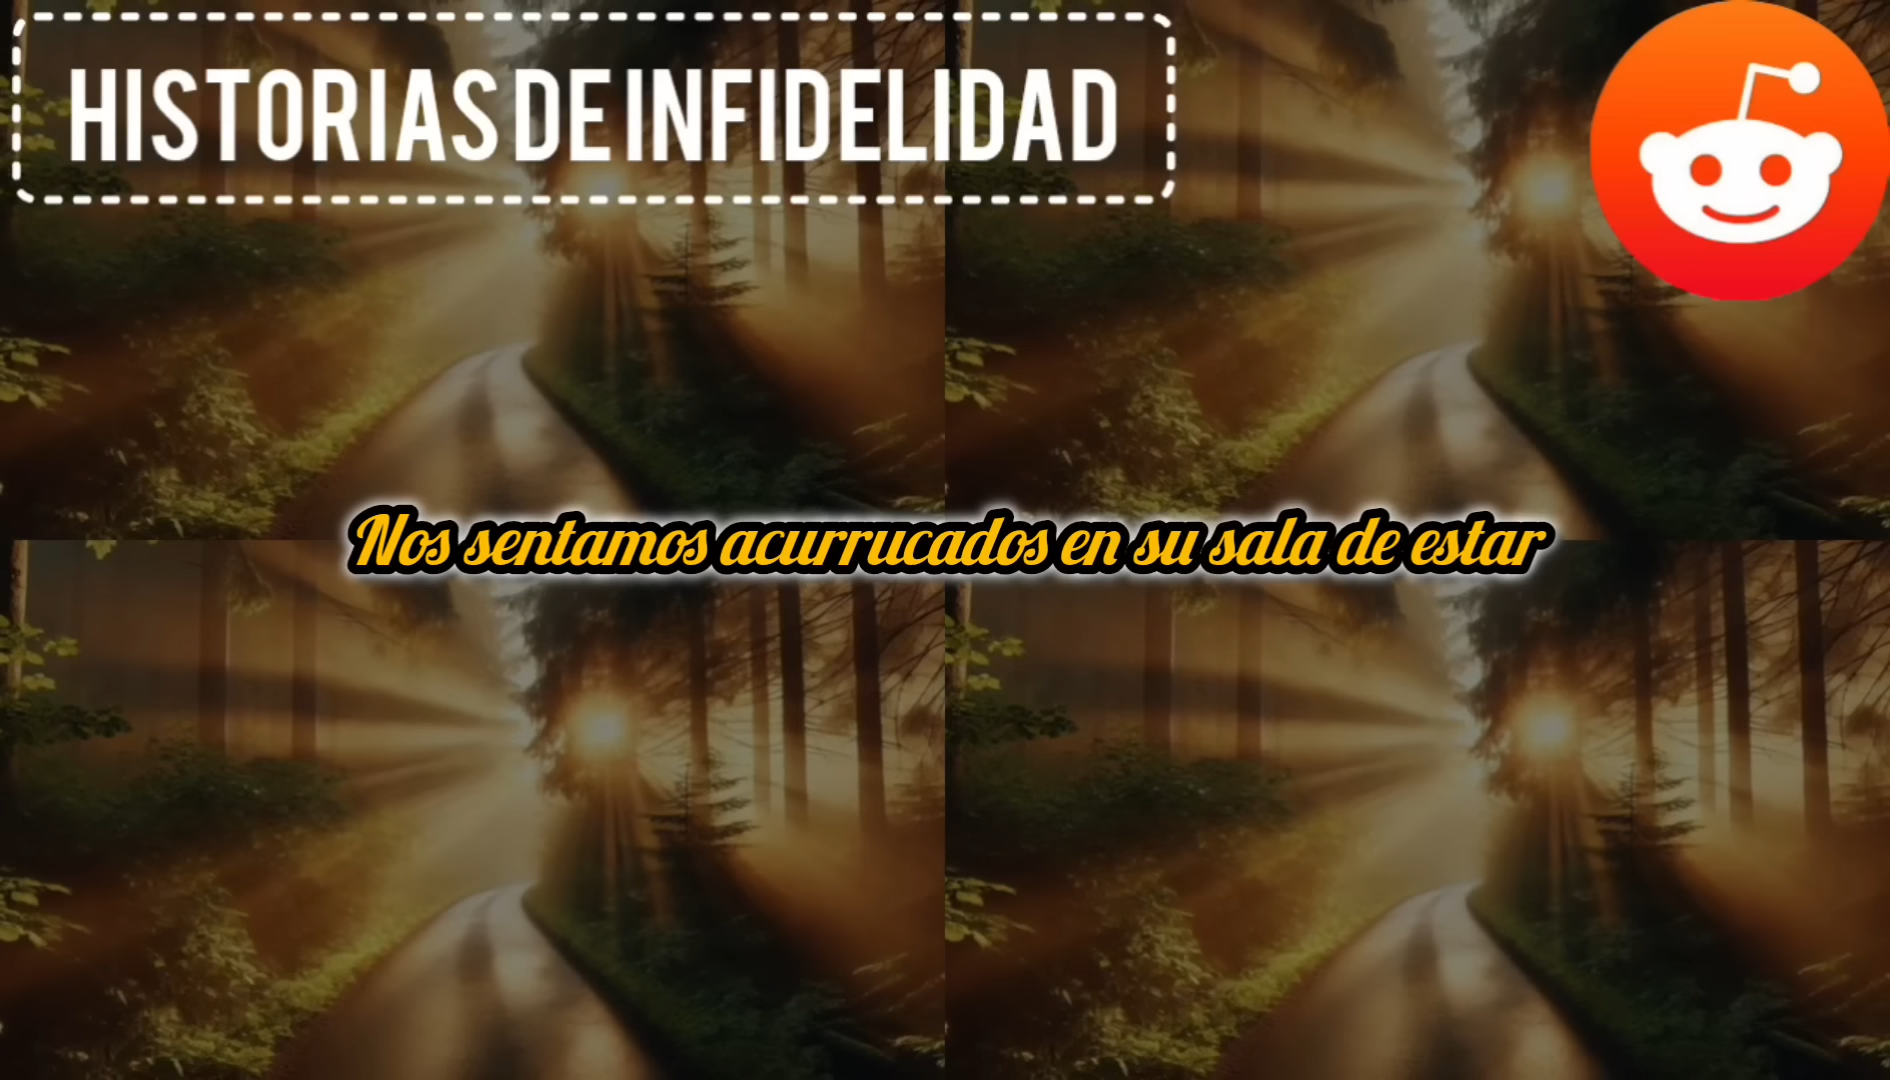 HISTORIAS DE INFIDELIDAD
Nos sentamos acurrucados en su sala de estar